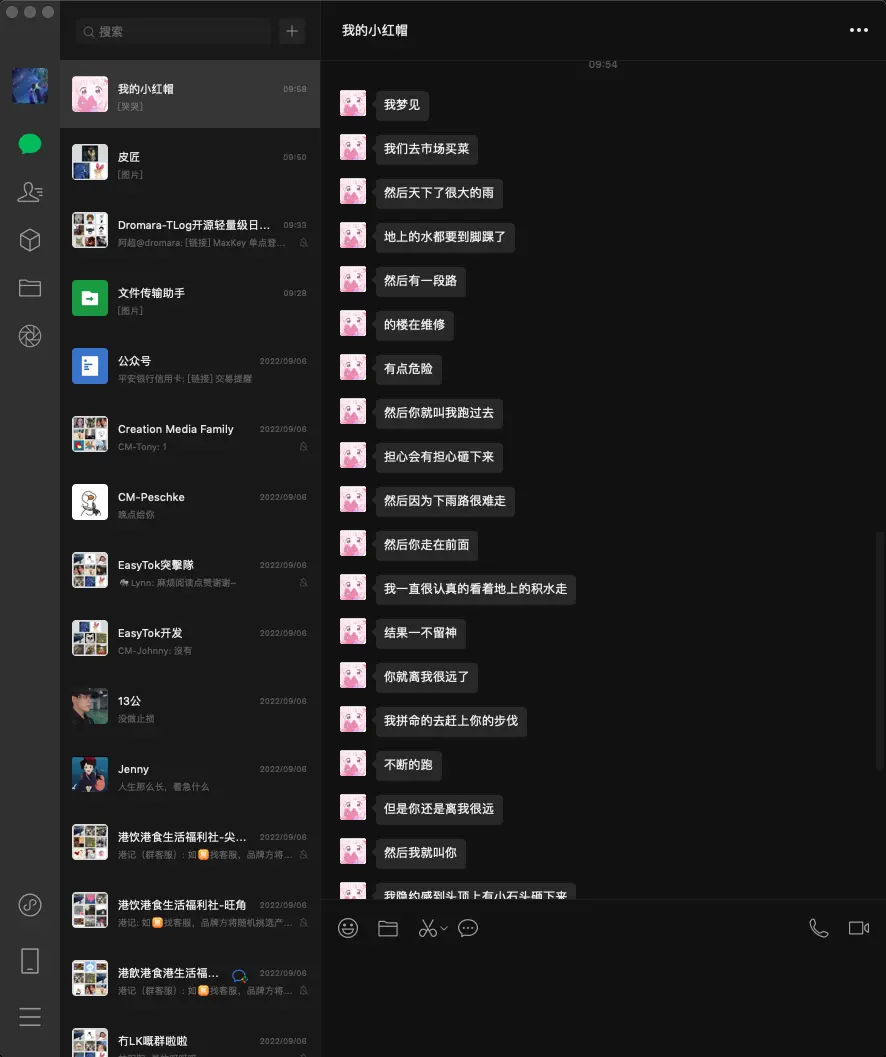 搜索
我的小红帽
09:58
[哭哭]
皮匠
09:50
[图片]
Dromara-TLog开源轻量级日...
09:33
阿超@dromara: [链接] MaxKey 单点登...
文件传输助手
09:28
[图片]
公众号
2022/09/06
平安银行信用卡: [链接] 交易提醒
Creation Media Family
2022/09/06
CM-Tony: 1
CM-Peschke
2022/09/06
晚点给你
EasyTok突擊隊
2022/09/06
Lynn: 麻烦阅读点赞谢谢~
EasyTok开发
2022/09/06
CM-Johnny: 沒有
13公
2022/09/06
没做止损
Jenny
2022/09/06
人生那么长，着急什么
港饮港食生活福利社-尖...
2022/09/06
港记（群客服）: 如找客服，品牌方将...
港饮港食生活福利社-旺角
2022/09/06
港记: 如找客服，品牌方将随机挑选产...
港飲港食港生活福...
2022/09/06
港记（群客服）: 如找客服，品牌方将...
冇LK嘅群啦啦
2022/09/06
我的小红帽
09:54
我梦见
我们去市场买菜
然后天下了很大的雨
地上的水都要到脚踝了
然后有一段路
的楼在维修
有点危险
然后你就叫我跑过去
担心会有担心砸下来
然后因为下雨路很难走
然后你走在前面
我一直很认真的看着地上的积水走
结果一不留神
你就离我很远了
我拼命的去赶上你的步伐
不断的跑
但是你还是离我很远
然后我就叫你
我隐约感到头顶上有小石头砸下来